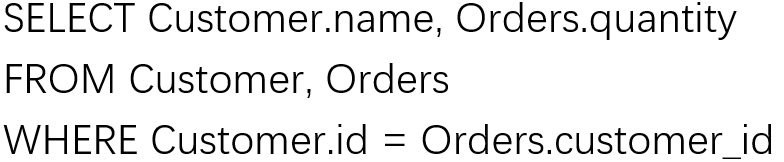 SELECT Customer.name, Orders.quantity
FROM Customer, Orders
WHERE Customer.id = Orders.customer_id